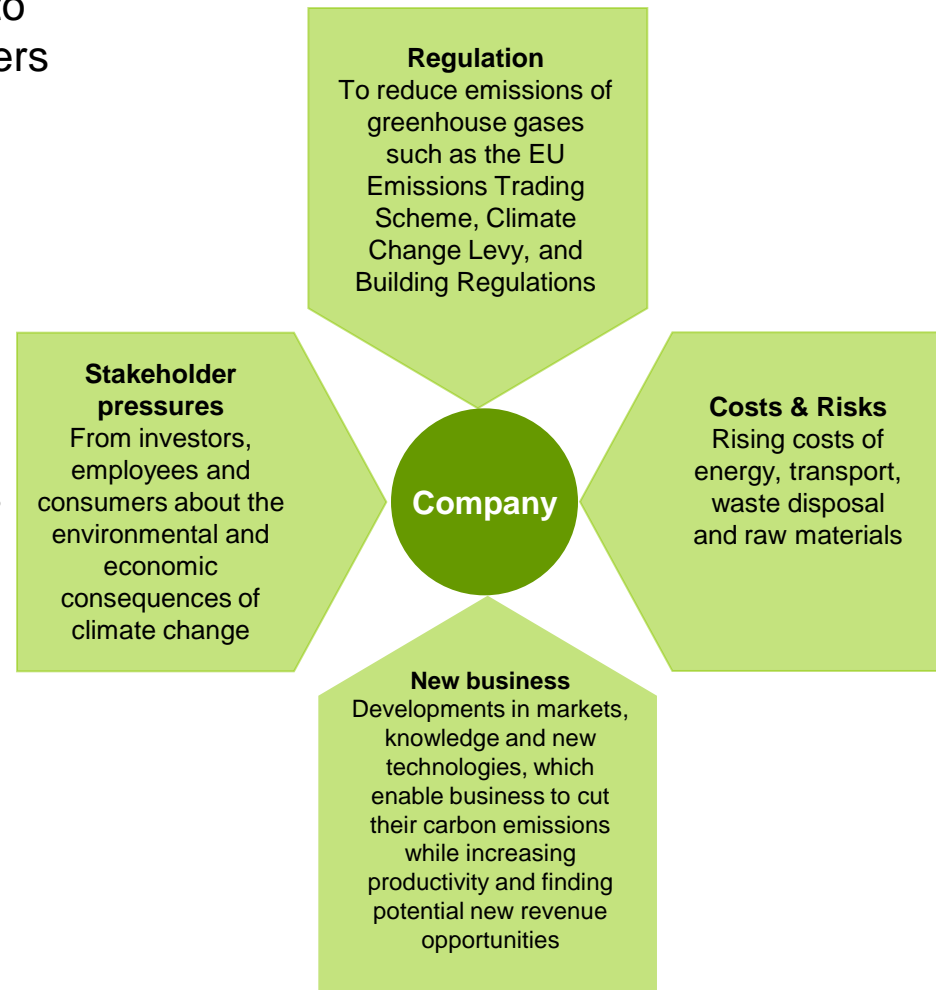 to
ers
Regulation
To reduce emissions of
greenhouse gases
such as the EU
Emissions Trading
Scheme, Climate
Change Levy, and
Building Regulations
Stakeholder
pressures
From investors,
employees and
consumers about the
environmental and
economic
consequences of
climate change
Company
Costs & Risks
Rising costs of
energy, transport,
waste disposal
and raw materials
New business
Developments in markets,
knowledge and new
technologies, which
enable business to cut
their carbon emissions
while increasing
productivity and finding
potential new revenue
opportunities